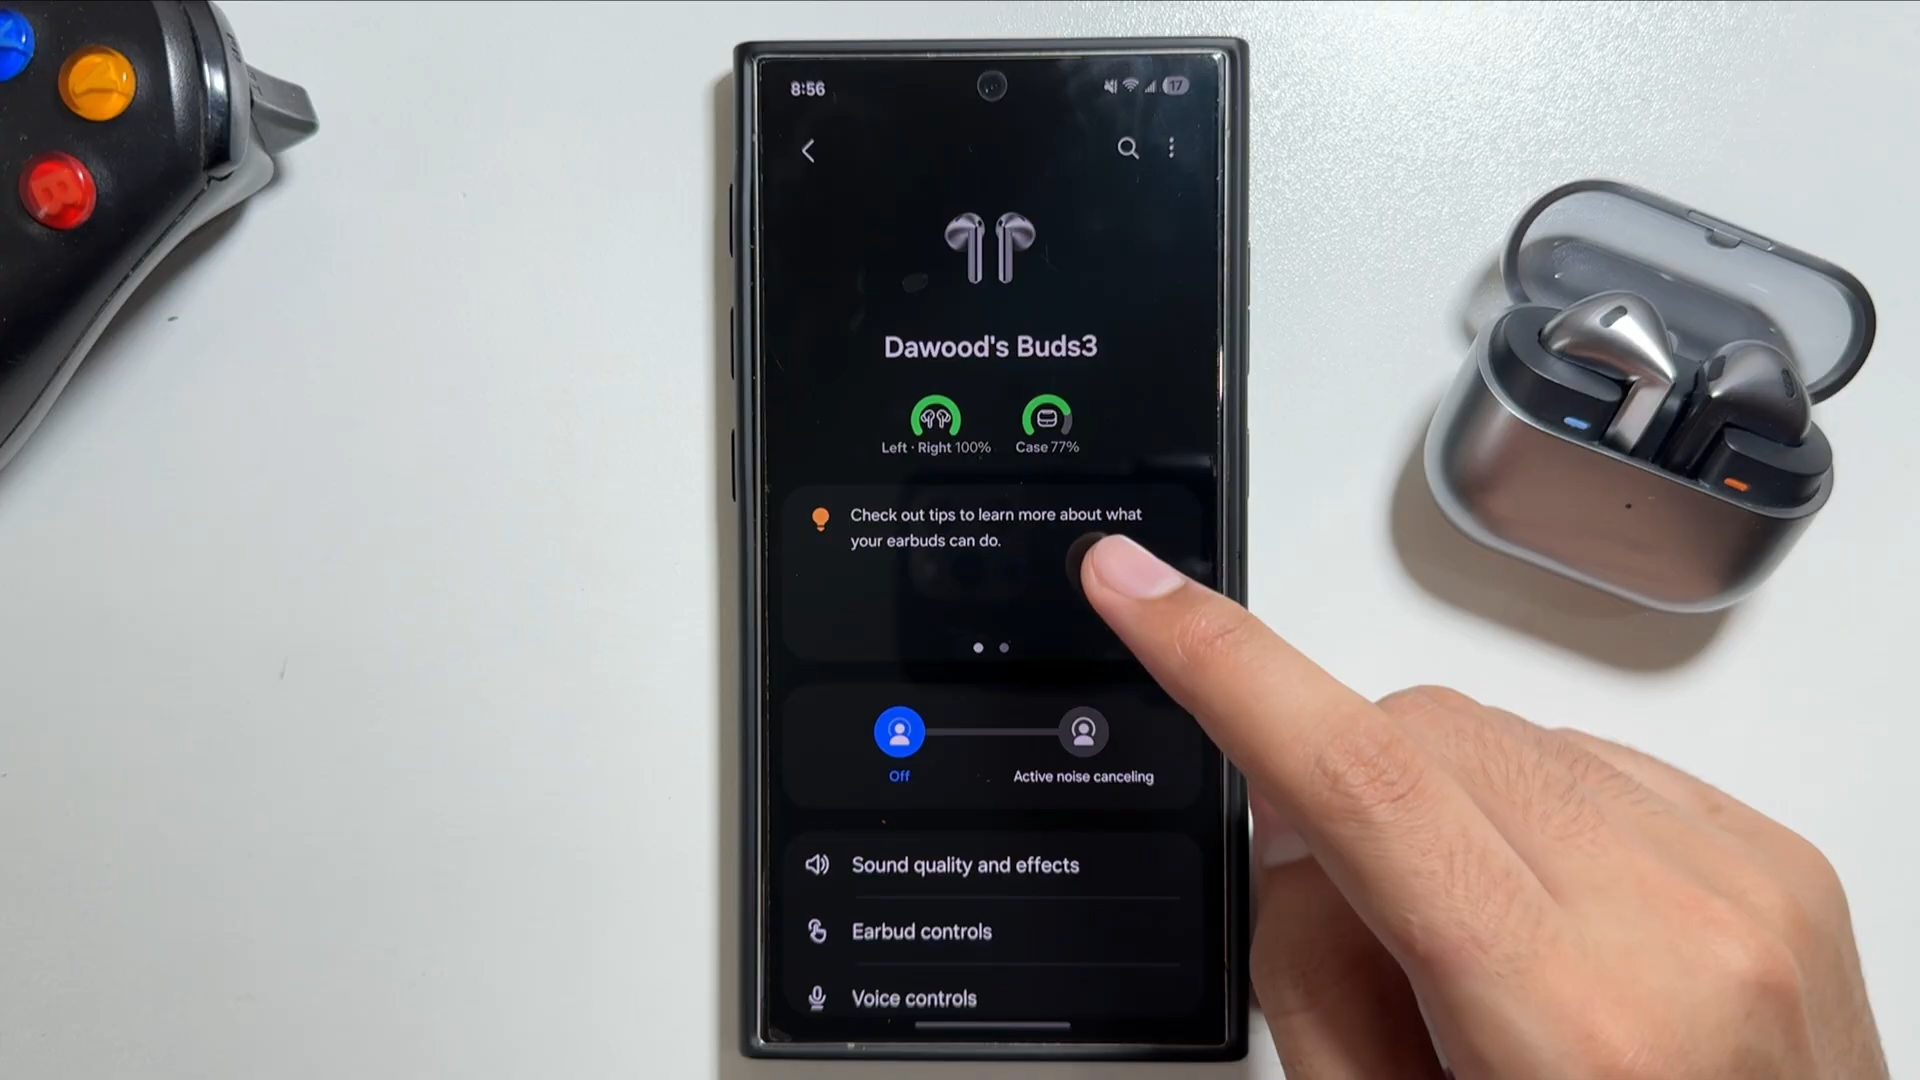 8:56
17
Dawood's Buds3
Left · Right 100%
Case 77%
Check out tips to learn more about what
your earbuds can do.
Off
Active noise canceling
Sound quality and effects
Earbud controls
Voice controls
B